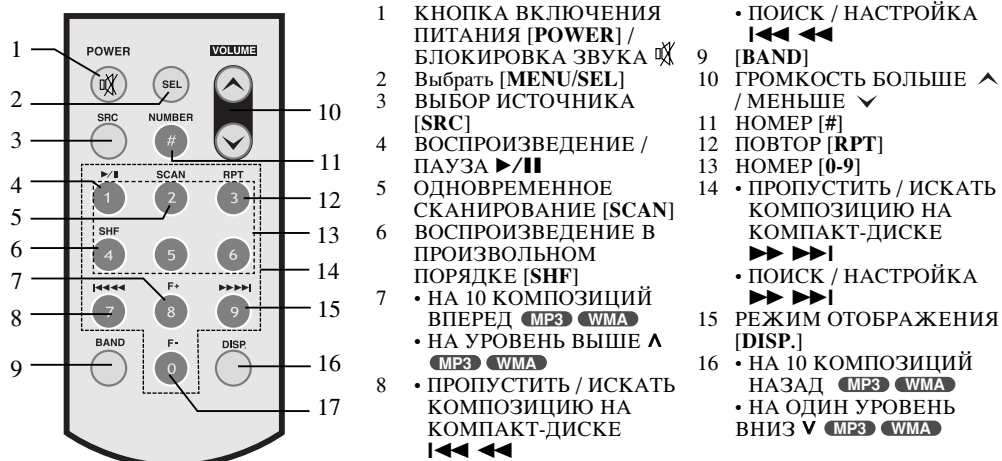 POWER VOLUME
1
SEL
2
10
SRC NUMBER
3 #
11
▶/II SCAN RPT
4 1 2 3 12
5
SHF 13
6 4 5 6
14
7
I◀◀◀◀ F+ ▶▶▶▶I
8 7 8 9 15
BAND F- DISP.
9 0 16
17
1 КНОПКА ВКЛЮЧЕНИЯ
ПИТАНИЯ [POWER] /
БЛОКИРОВКА ЗВУКА
2 Выбрать [MENU/SEL]
3 ВЫБОР ИСТОЧНИКА
[SRC]
4 ВОСПРОИЗВЕДЕНИЕ /
ПАУЗА ▶/II
5 ОДНОВРЕМЕННОЕ
СКАНИРОВАНИЕ [SCAN]
6 ВОСПРОИЗВЕДЕНИЕ В
ПРОИЗВОЛЬНОМ
ПОРЯДКЕ [SHF]
7 • НА 10 КОМПОЗИЦИЙ
ВПЕРЕД MP3 WMA
• НА УРОВЕНЬ ВЫШЕ ∧
MP3 WMA
8 • ПРОПУСТИТЬ / ИСКАТЬ
КОМПОЗИЦИЮ НА
КОМПАКТ-ДИСКЕ
I◀◀ ◀◀
• ПОИСК / НАСТРОЙКА
I◀◀ ◀◀
9 [BAND]
10 ГРОМКОСТЬ БОЛЬШЕ ∧
/ МЕНЬШЕ ∨
11 НОМЕР [#]
12 ПОВТОР [RPT]
13 НОМЕР [0-9]
14 • ПРОПУСТИТЬ / ИСКАТЬ
КОМПОЗИЦИЮ НА
КОМПАКТ-ДИСКЕ
▶▶ ▶▶I
• ПОИСК / НАСТРОЙКА
▶▶ ▶▶I
15 РЕЖИМ ОТОБРАЖЕНИЯ
[DISP.]
16 • НА 10 КОМПОЗИЦИЙ
НАЗАД MP3 WMA
• НА ОДИН УРОВЕНЬ
ВНИЗ ∨ MP3 WMA